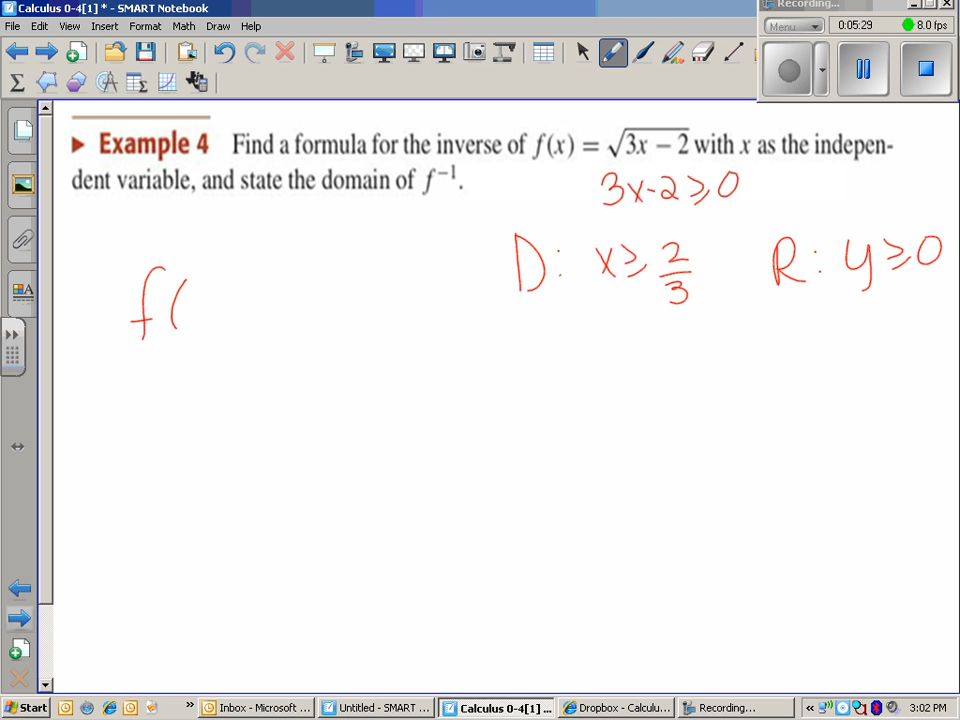 Calculus 0-4[1] * - SMART Notebook
Recording...
File Edit View Insert Format Math Draw Help
Menu
00:05:29
8.0 fps
Example 4 Find a formula for the inverse of f(x) = √3x − 2 with x as the indepen-
dent variable, and state the domain of f⁻¹.
3x-2≥0
D: x≥2/3 R: y≥0
f(
Start
»
Inbox - Microsoft ...
Untitled - SMART ...
Calculus 0-4[1] ...
Dropbox - Calculu...
Recording...
«
3:02 PM